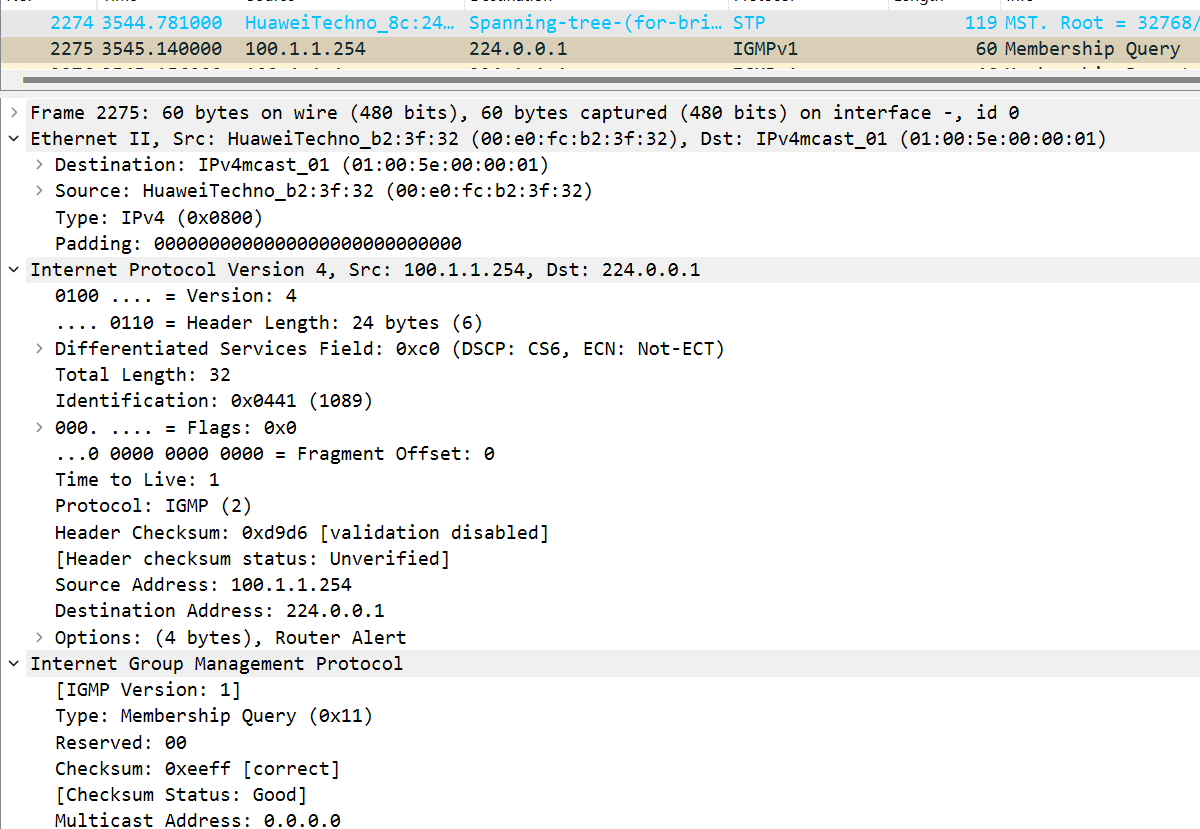 2274 3544.781000 HuaweiTechno_8c:24… Spanning-tree-(for-bri… STP 119 MST. Root = 32768/
2275 3545.140000 100.1.1.254 224.0.0.1 IGMPv1 60 Membership Query
Frame 2275: 60 bytes on wire (480 bits), 60 bytes captured (480 bits) on interface -, id 0
Ethernet II, Src: HuaweiTechno_b2:3f:32 (00:e0:fc:b2:3f:32), Dst: IPv4mcast_01 (01:00:5e:00:00:01)
Destination: IPv4mcast_01 (01:00:5e:00:00:01)
Source: HuaweiTechno_b2:3f:32 (00:e0:fc:b2:3f:32)
Type: IPv4 (0x0800)
Padding: 0000000000000000000000000000
Internet Protocol Version 4, Src: 100.1.1.254, Dst: 224.0.0.1
0100 .... = Version: 4
.... 0110 = Header Length: 24 bytes (6)
Differentiated Services Field: 0xc0 (DSCP: CS6, ECN: Not-ECT)
Total Length: 32
Identification: 0x0441 (1089)
000. .... = Flags: 0x0
...0 0000 0000 0000 = Fragment Offset: 0
Time to Live: 1
Protocol: IGMP (2)
Header Checksum: 0xd9d6 [validation disabled]
[Header checksum status: Unverified]
Source Address: 100.1.1.254
Destination Address: 224.0.0.1
Options: (4 bytes), Router Alert
Internet Group Management Protocol
[IGMP Version: 1]
Type: Membership Query (0x11)
Reserved: 00
Checksum: 0xeeff [correct]
[Checksum Status: Good]
Multicast Address: 0.0.0.0